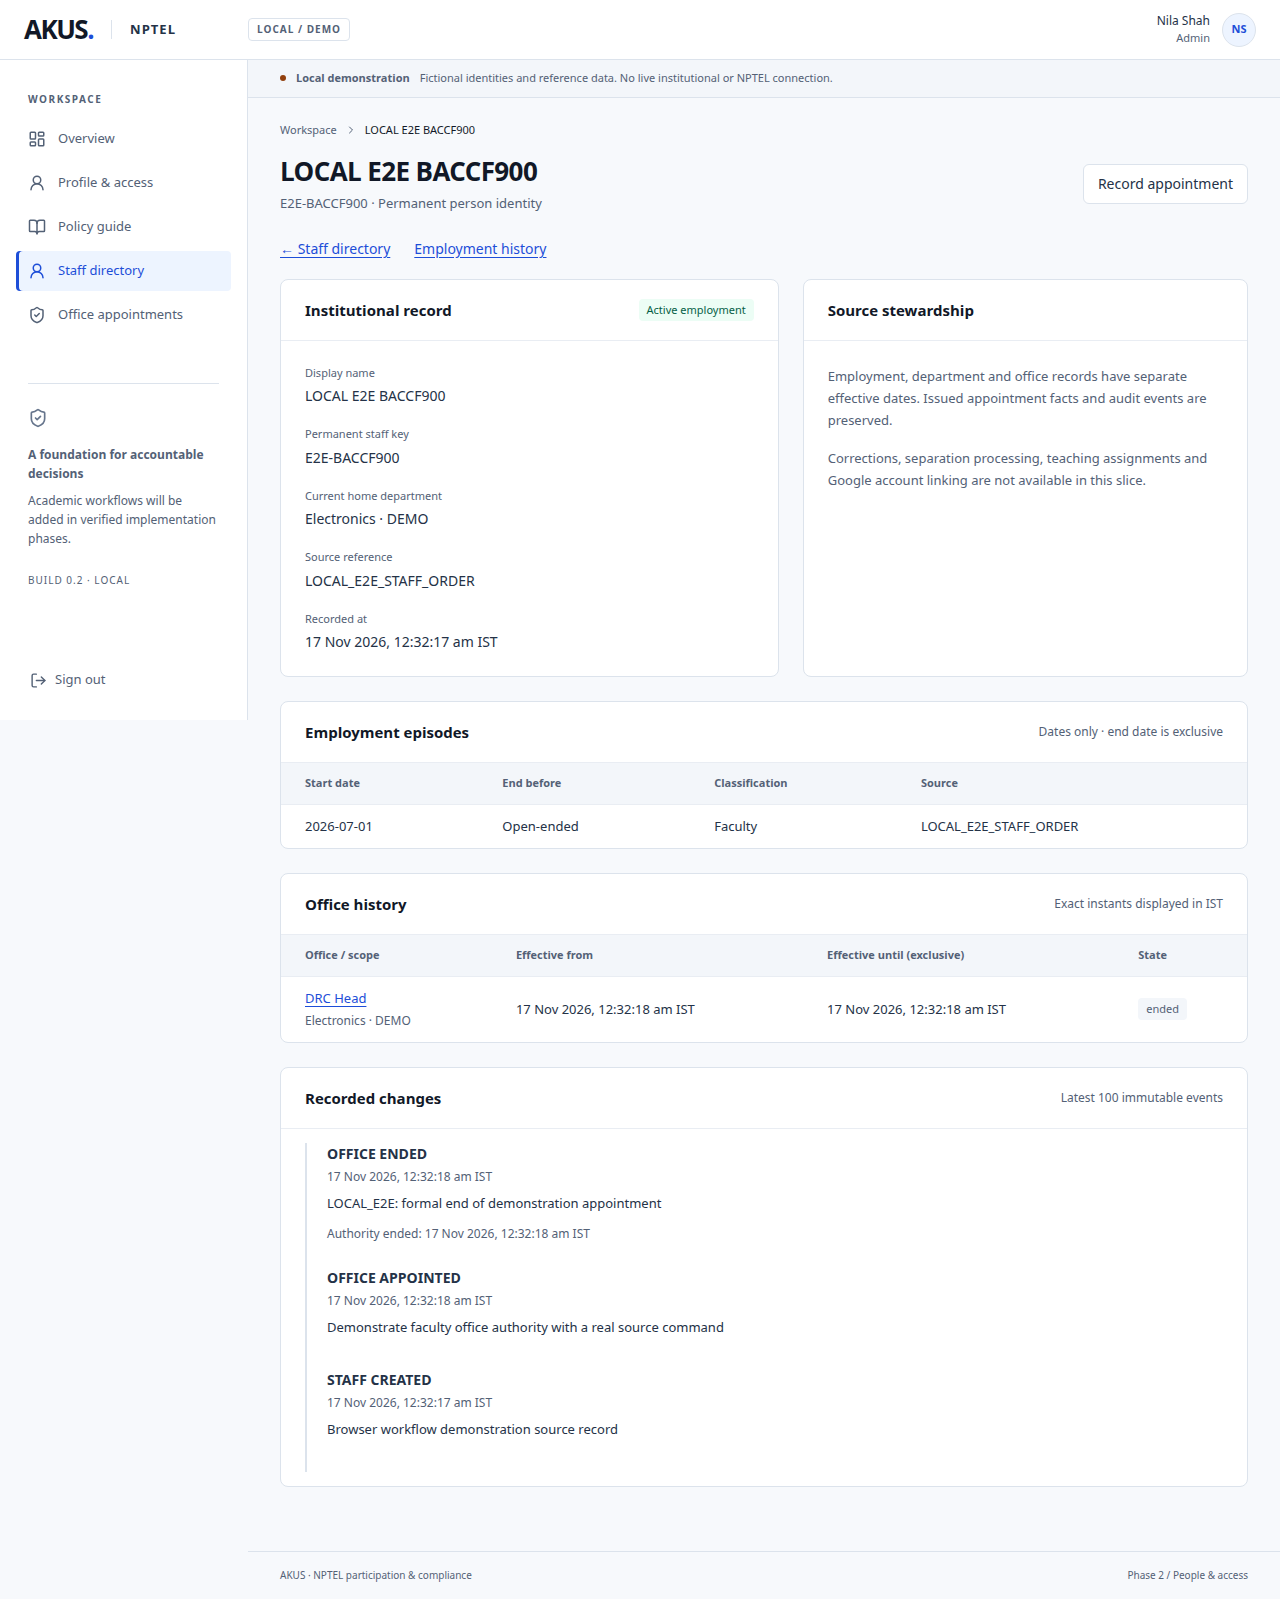 AKUS.
NPTEL
LOCAL / DEMO
Nila Shah
Admin
NS
WORKSPACE
Overview
Profile & access
Policy guide
Staff directory
Office appointments
A foundation for accountable
decisions
Academic workflows will be
added in verified implementation
phases.
BUILD 0.2 · LOCAL
Sign out
Local demonstration Fictional identities and reference data. No live institutional or NPTEL connection.
Workspace > LOCAL E2E BACCF900
LOCAL E2E BACCF900
E2E-BACCF900 · Permanent person identity
Record appointment
← Staff directory Employment history
Institutional record
Active employment
Display name
LOCAL E2E BACCF900
Permanent staff key
E2E-BACCF900
Current home department
Electronics · DEMO
Source reference
LOCAL_E2E_STAFF_ORDER
Recorded at
17 Nov 2026, 12:32:17 am IST
Source stewardship
Employment, department and office records have separate
effective dates. Issued appointment facts and audit events are
preserved.
Corrections, separation processing, teaching assignments and
Google account linking are not available in this slice.
Employment episodes
Dates only · end date is exclusive
Start date End before Classification Source
2026-07-01 Open-ended Faculty LOCAL_E2E_STAFF_ORDER
Office history
Exact instants displayed in IST
Office / scope Effective from Effective until (exclusive) State
DRC Head
Electronics · DEMO
17 Nov 2026, 12:32:18 am IST 17 Nov 2026, 12:32:18 am IST ended
Recorded changes
Latest 100 immutable events
OFFICE ENDED
17 Nov 2026, 12:32:18 am IST
LOCAL_E2E: formal end of demonstration appointment
Authority ended: 17 Nov 2026, 12:32:18 am IST
OFFICE APPOINTED
17 Nov 2026, 12:32:18 am IST
Demonstrate faculty office authority with a real source command
STAFF CREATED
17 Nov 2026, 12:32:17 am IST
Browser workflow demonstration source record
AKUS · NPTEL participation & compliance
Phase 2 / People & access